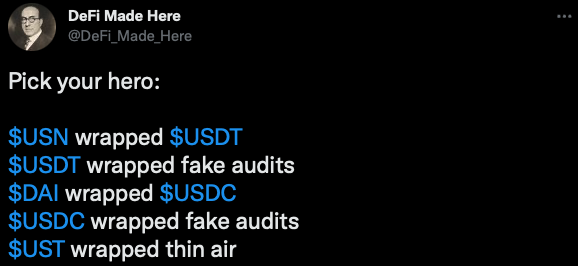 DeFi Made Here
@DeFi_Made_Here
Pick your hero:
$USN wrapped $USDT
$USDT wrapped fake audits
$DAI wrapped $USDC
$USDC wrapped fake audits
$UST wrapped thin air